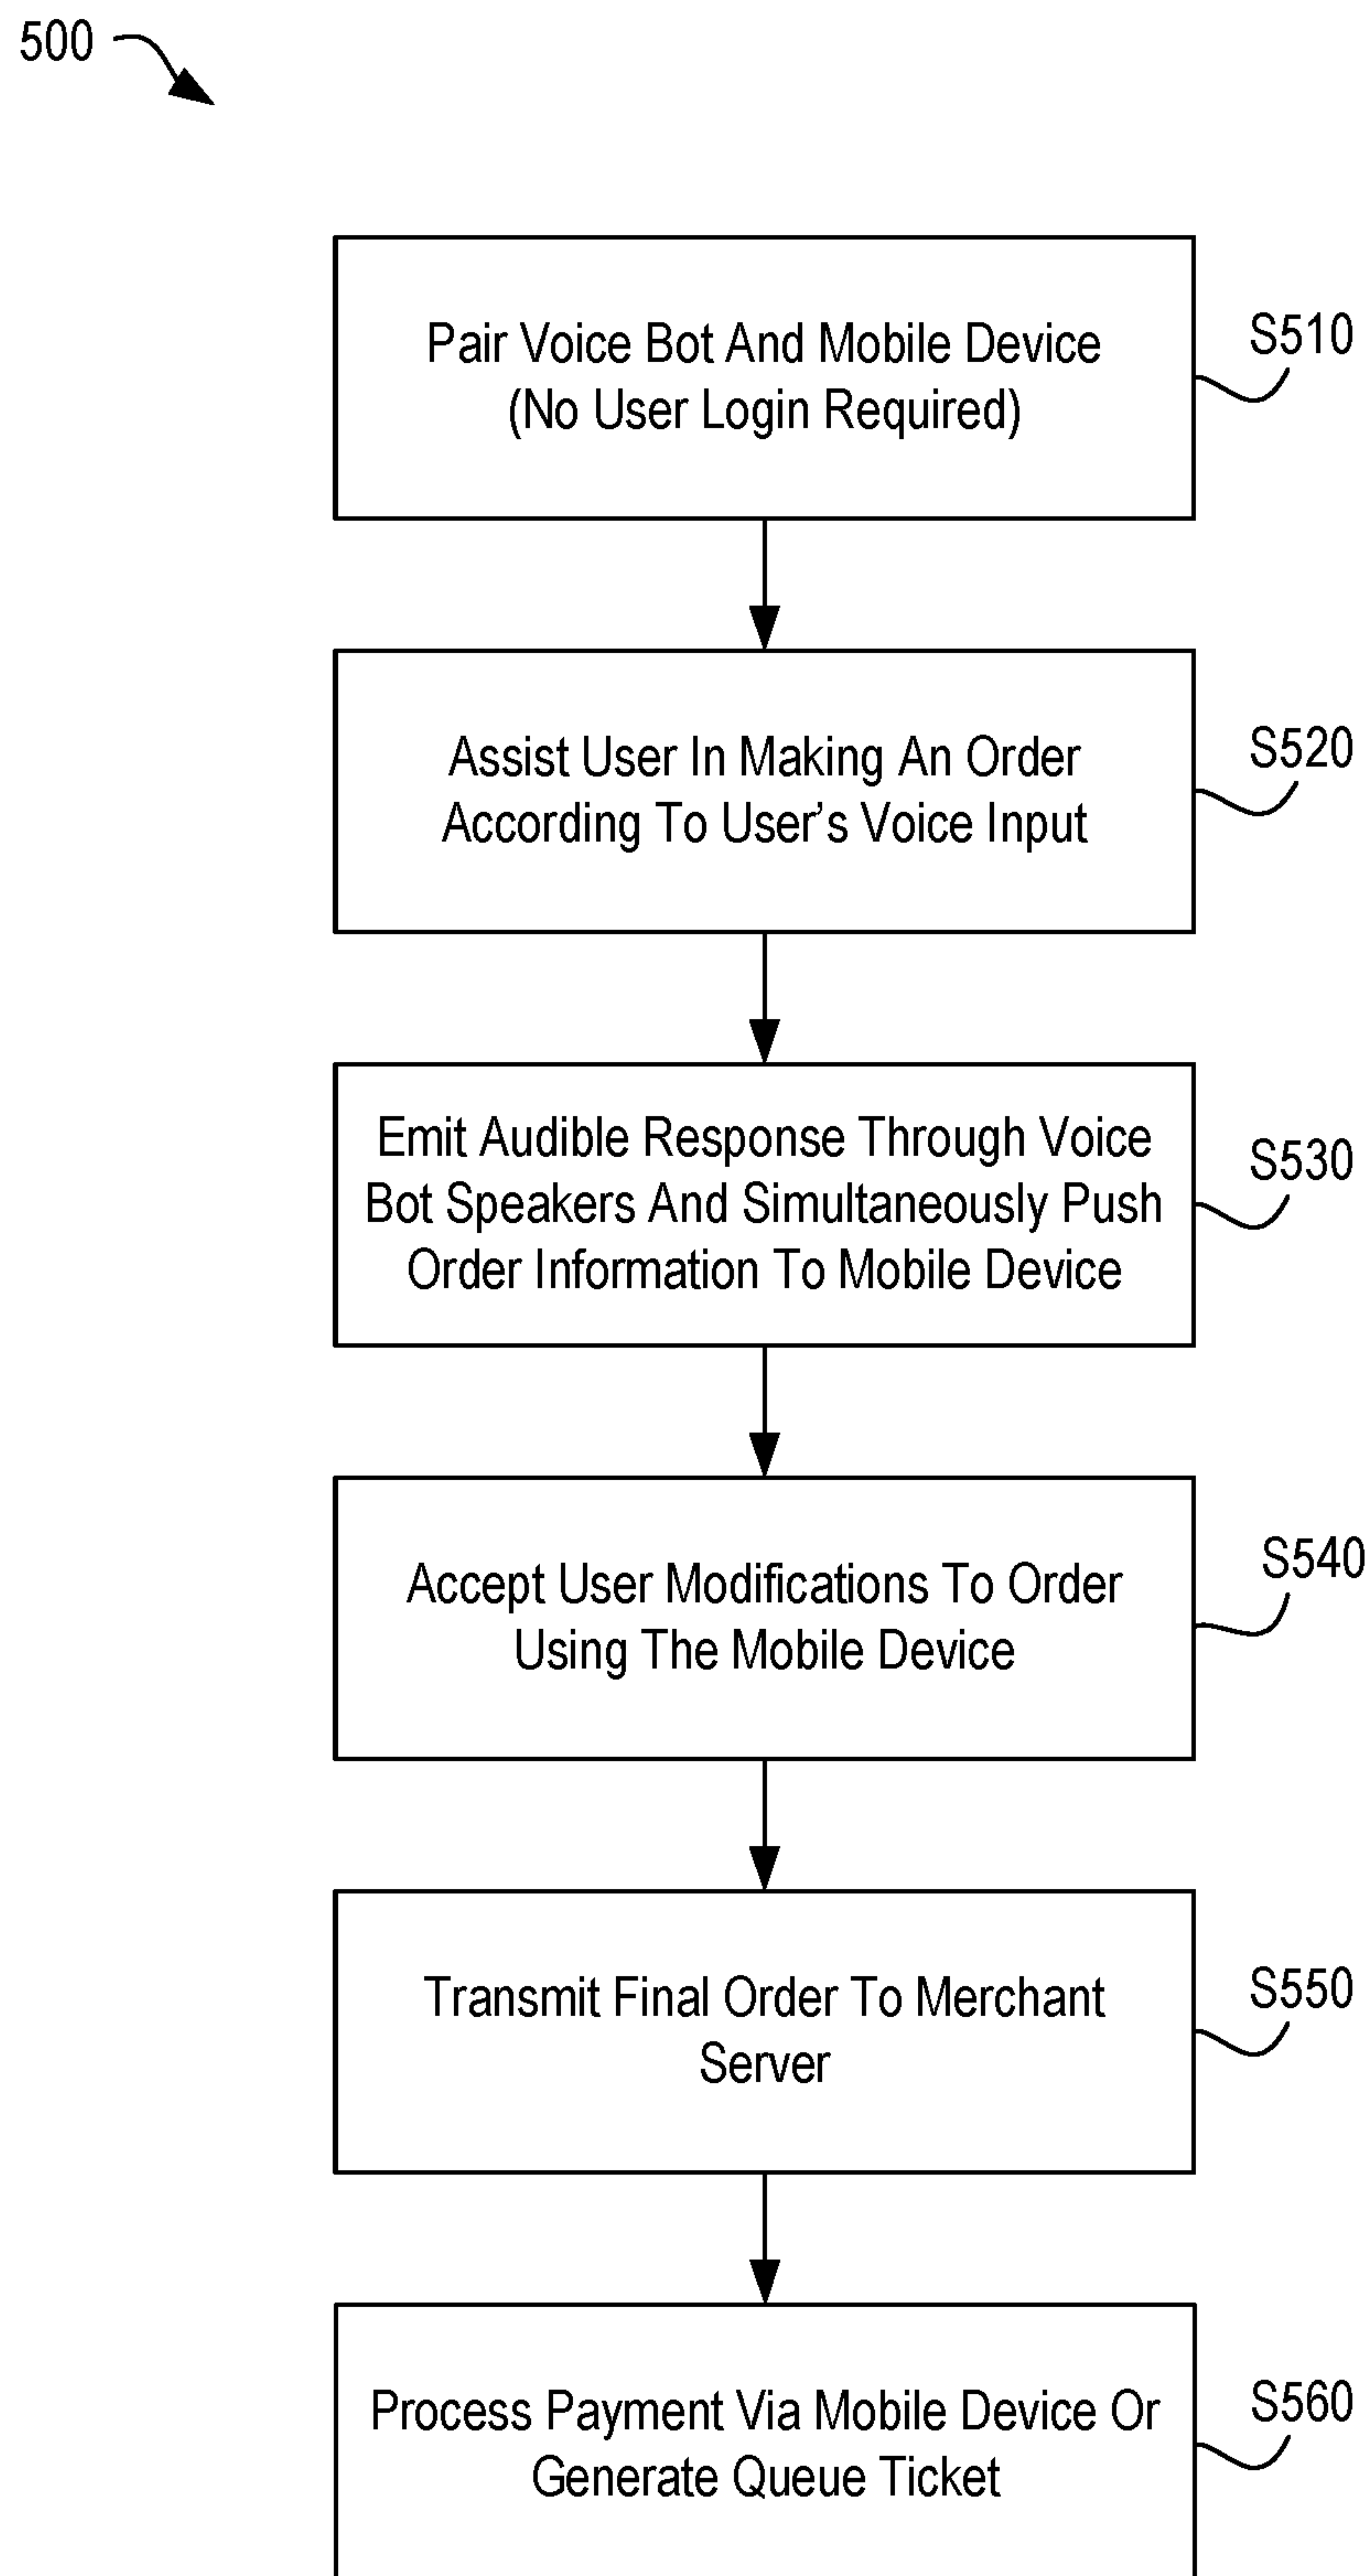 500
Pair Voice Bot And Mobile Device
(No User Login Required)
S510
Assist User In Making An Order
According To User's Voice Input
S520
Emit Audible Response Through Voice
Bot Speakers And Simultaneously Push
Order Information To Mobile Device
S530
Accept User Modifications To Order
Using The Mobile Device
S540
Transmit Final Order To Merchant
Server
S550
Process Payment Via Mobile Device Or
Generate Queue Ticket
S560